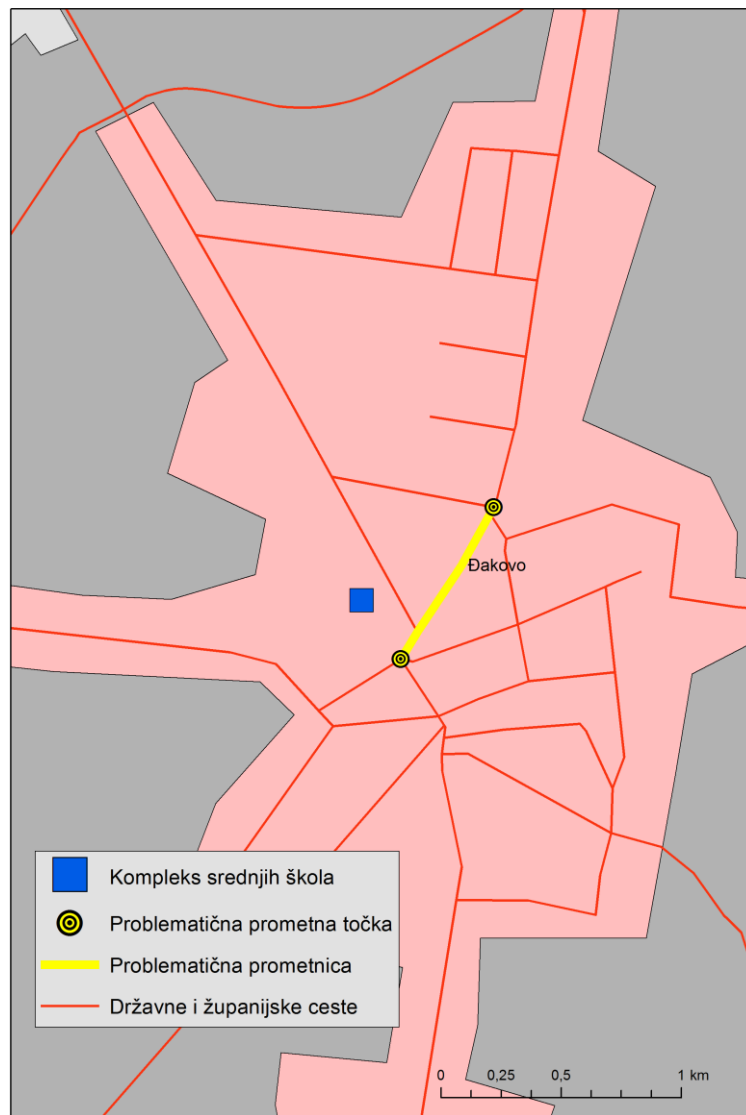 Đakovo
Kompleks srednjih škola
Problematična prometna točka
Problematična prometnica
Državne i županijske ceste
0 0,25 0,5 1 km